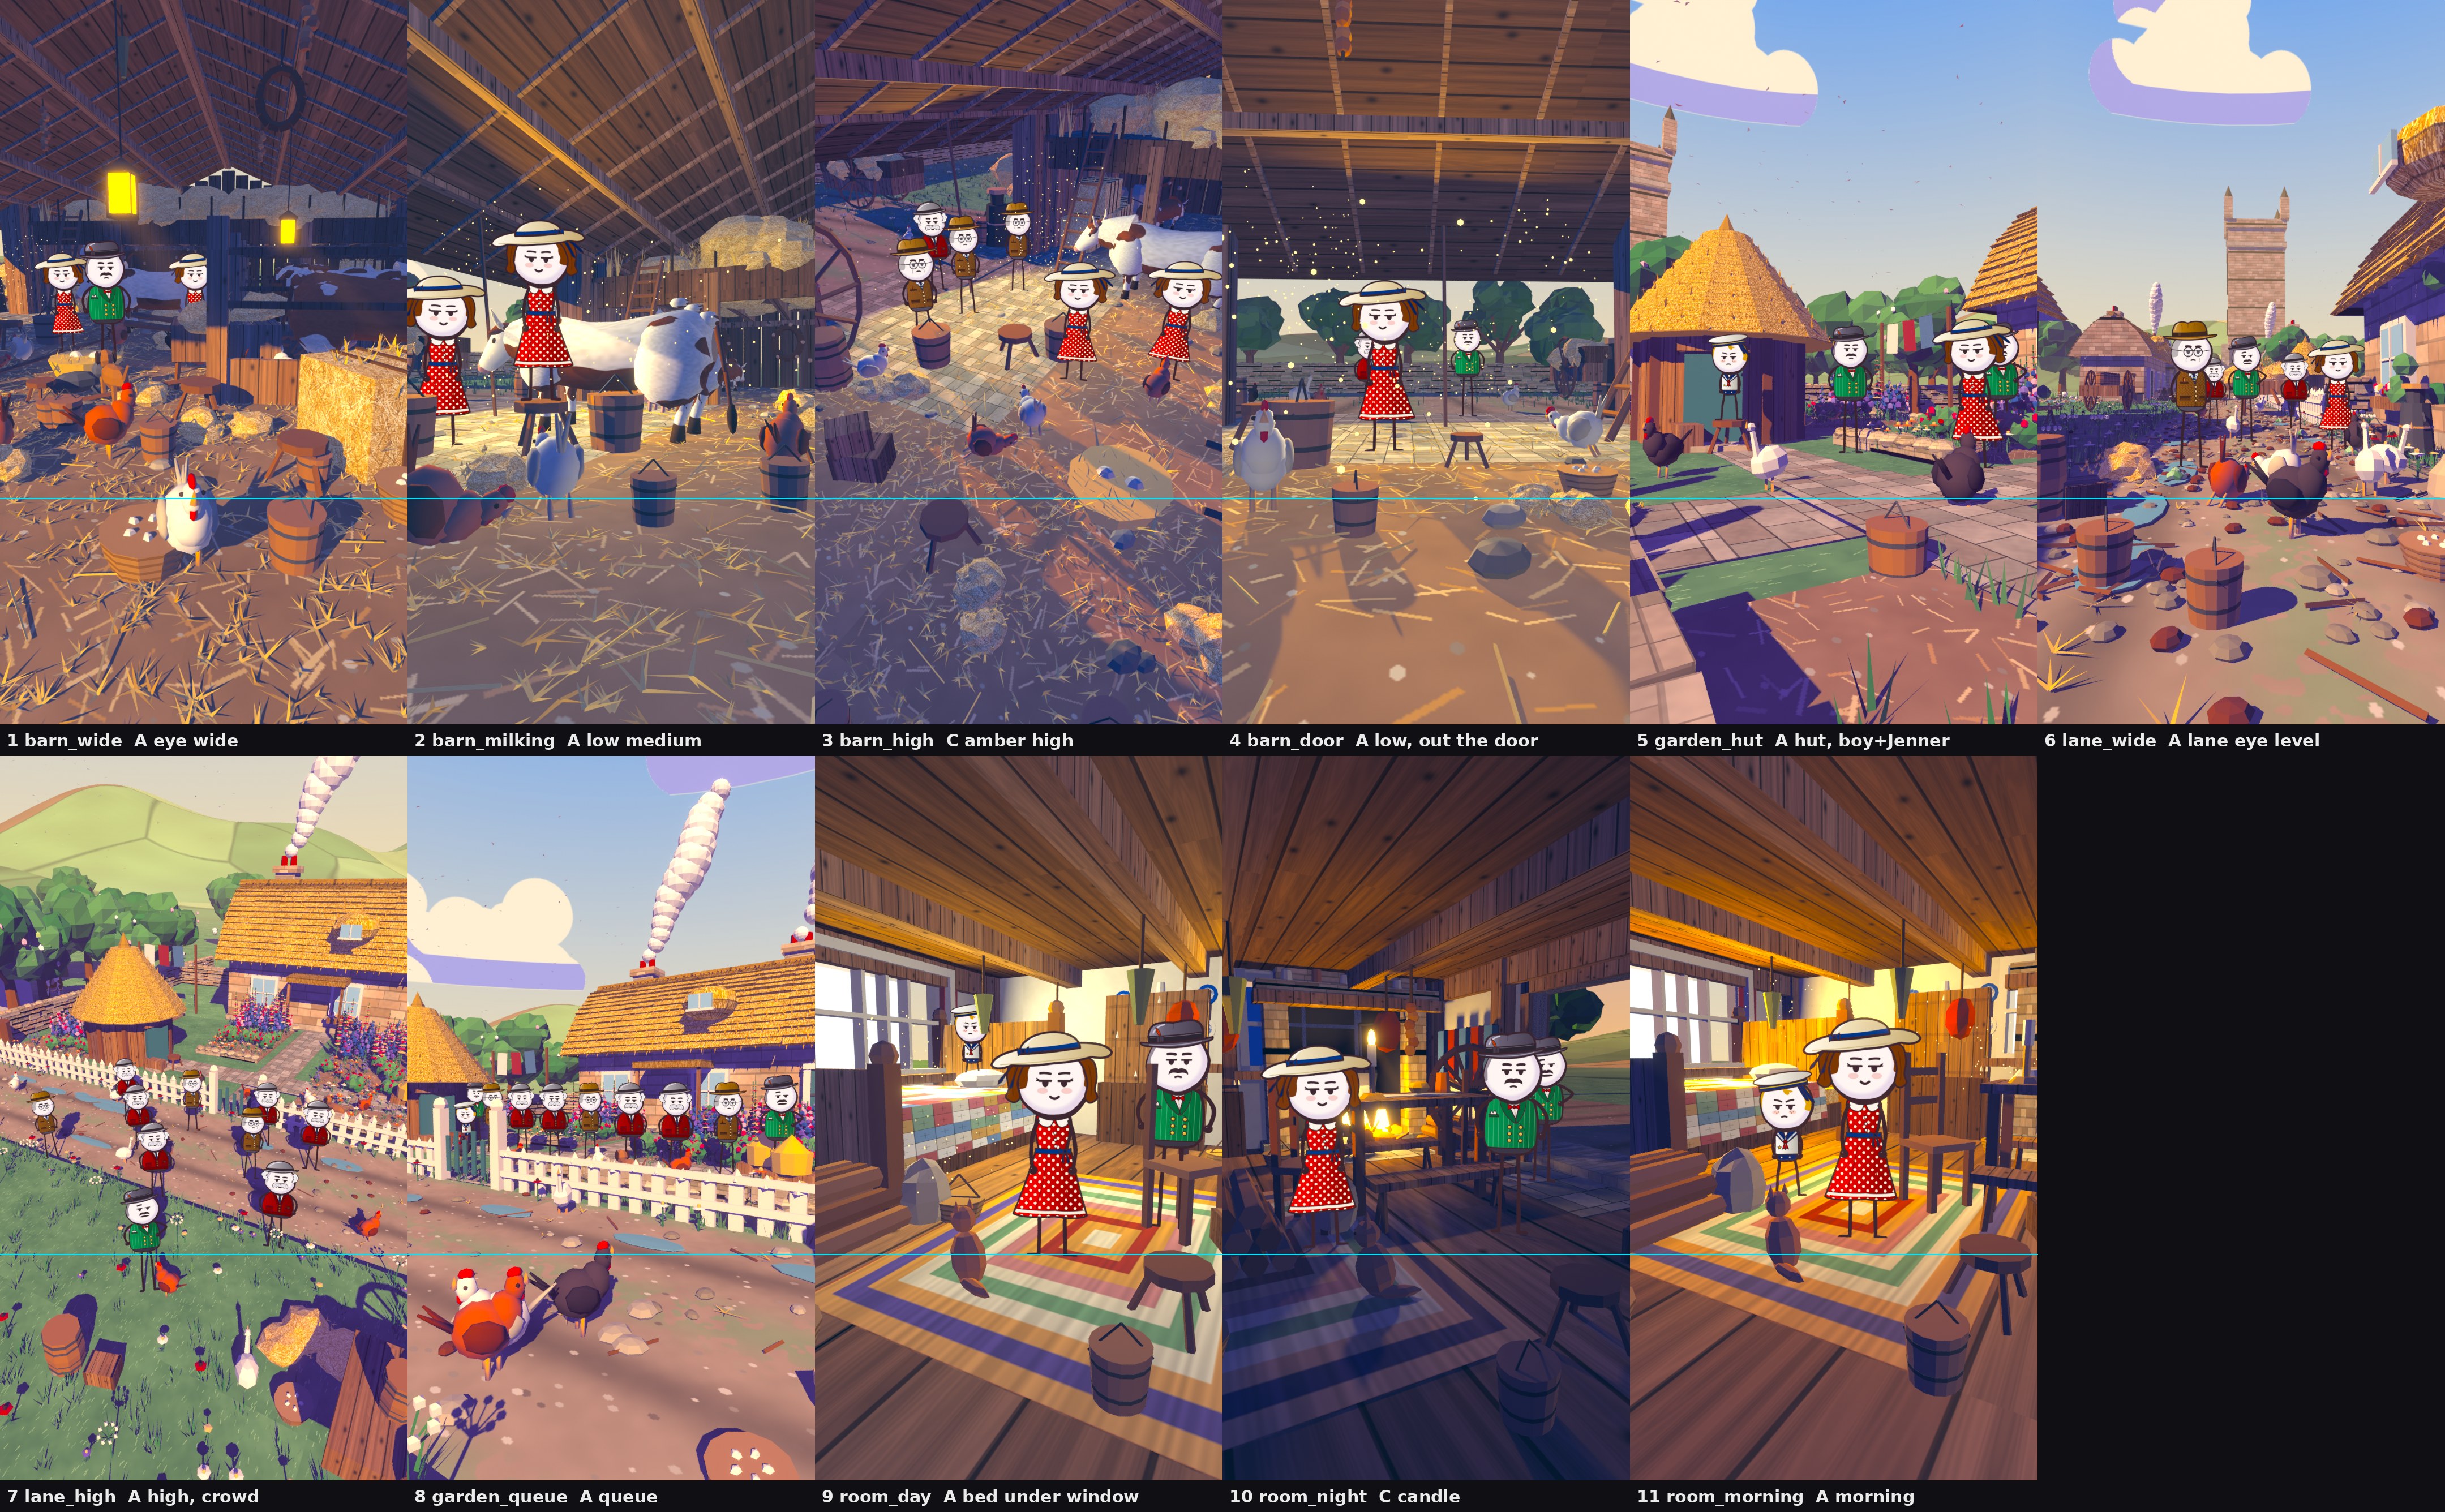 1 barn_wide A eye wide
2 barn_milking A low medium
3 barn_high C amber high
4 barn_door A low, out the door
5 garden_hut A hut, boy+Jenner
6 lane_wide A lane eye level
7 lane_high A high, crowd
8 garden_queue A queue
9 room_day A bed under window
10 room_night C candle
11 room_morning A morning